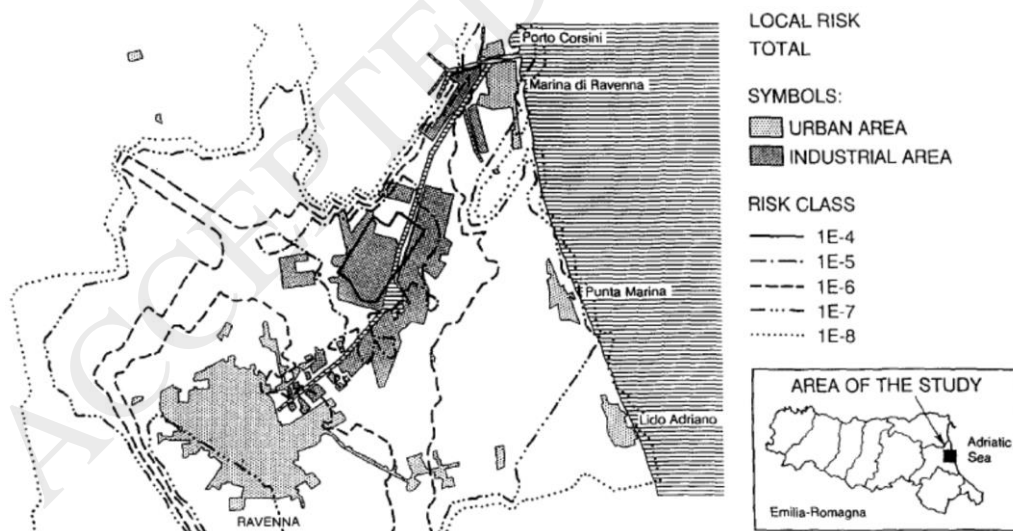 Porto Corsini
Marina di Ravenna
Punta Marina
Lido Adriano
RAVENNA
LOCAL RISK
TOTAL
SYMBOLS:
URBAN AREA
INDUSTRIAL AREA
RISK CLASS
1E-4
1E-5
1E-6
1E-7
1E-8
AREA OF THE STUDY
Adriatic
Sea
Emilia-Romagna
ACCEPTED